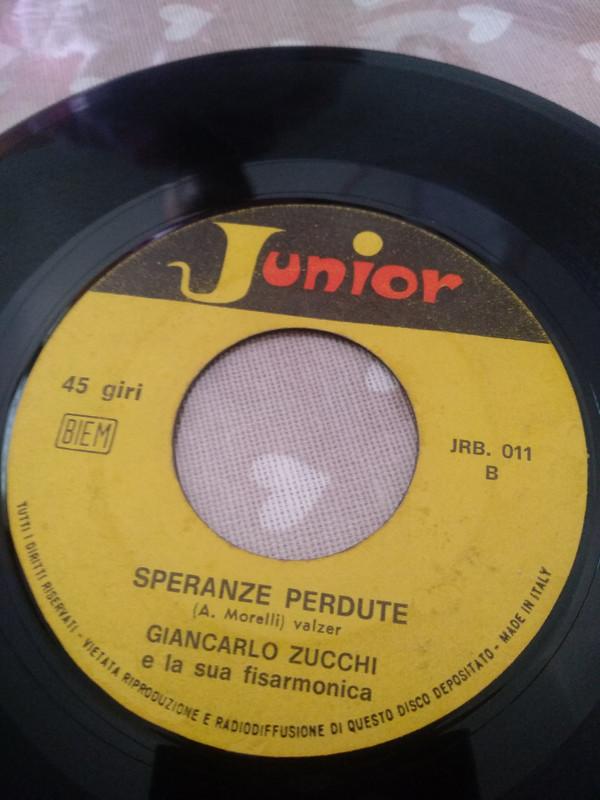 Junior
45 giri
BIEM
JRB. 011
B
SPERANZE PERDUTE
(A. Morelli) valzer
GIANCARLO ZUCCHI
e la sua fisarmonica
TUTTI I DIRITTI RISERVATI - VIETATA RIPRODUZIONE E RADIODIFFUSIONE DI QUESTO DISCO DEPOSITATO - MADE IN ITALY